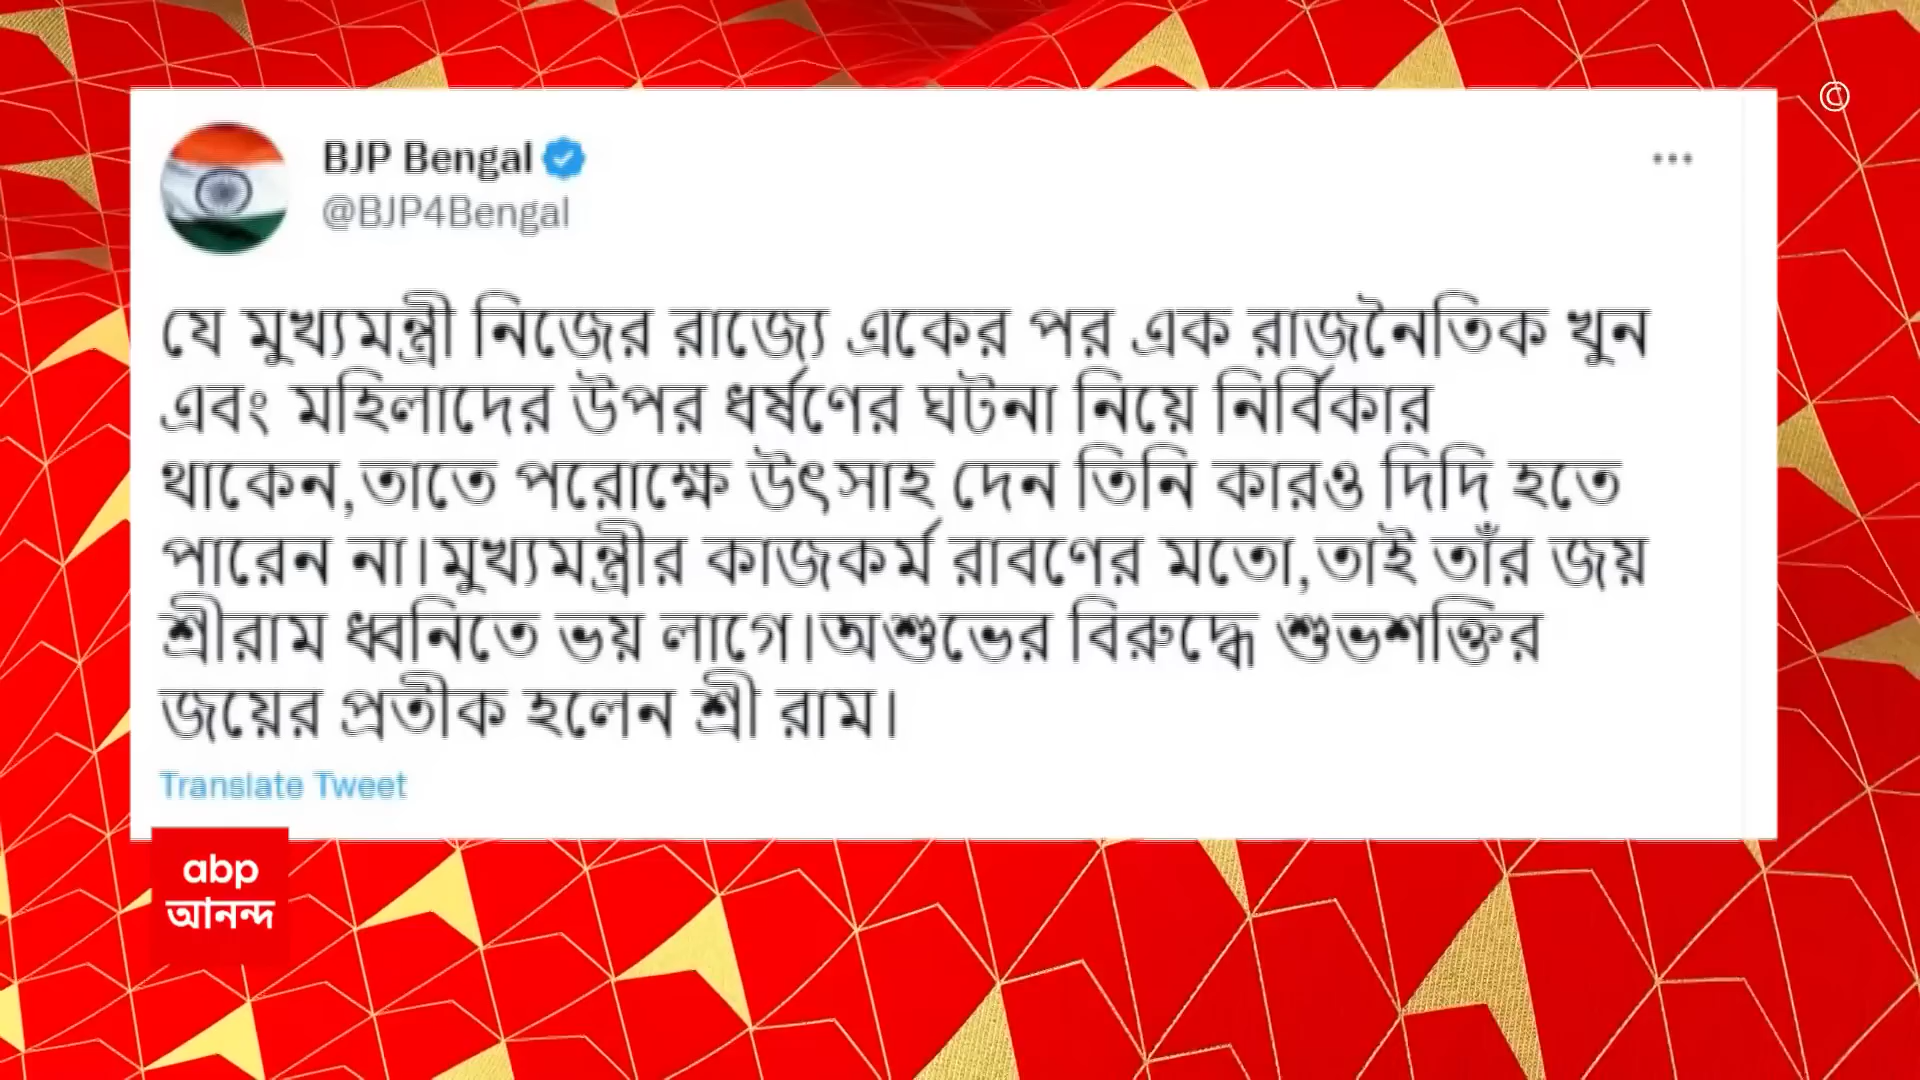 ©
BJP Bengal
@BJP4Bengal
যে মুখ্যমন্ত্রী নিজের রাজ্যে একের পর এক রাজনৈতিক খুন
এবং মহিলাদের উপর ধর্ষণের ঘটনা নিয়ে নির্বিকার
থাকেন,তাতে পরোক্ষে উৎসাহ দেন তিনি কারও দিদি হতে
পারেন না।মুখ্যমন্ত্রীর কাজকর্ম রাবণের মতো,তাই তাঁর জয়
শ্রীরাম ধ্বনিতে ভয় লাগে।অশুভের বিরুদ্ধে শুভশক্তির
জয়ের প্রতীক হলেন শ্রী রাম।
Translate Tweet
abp
আনন্দ